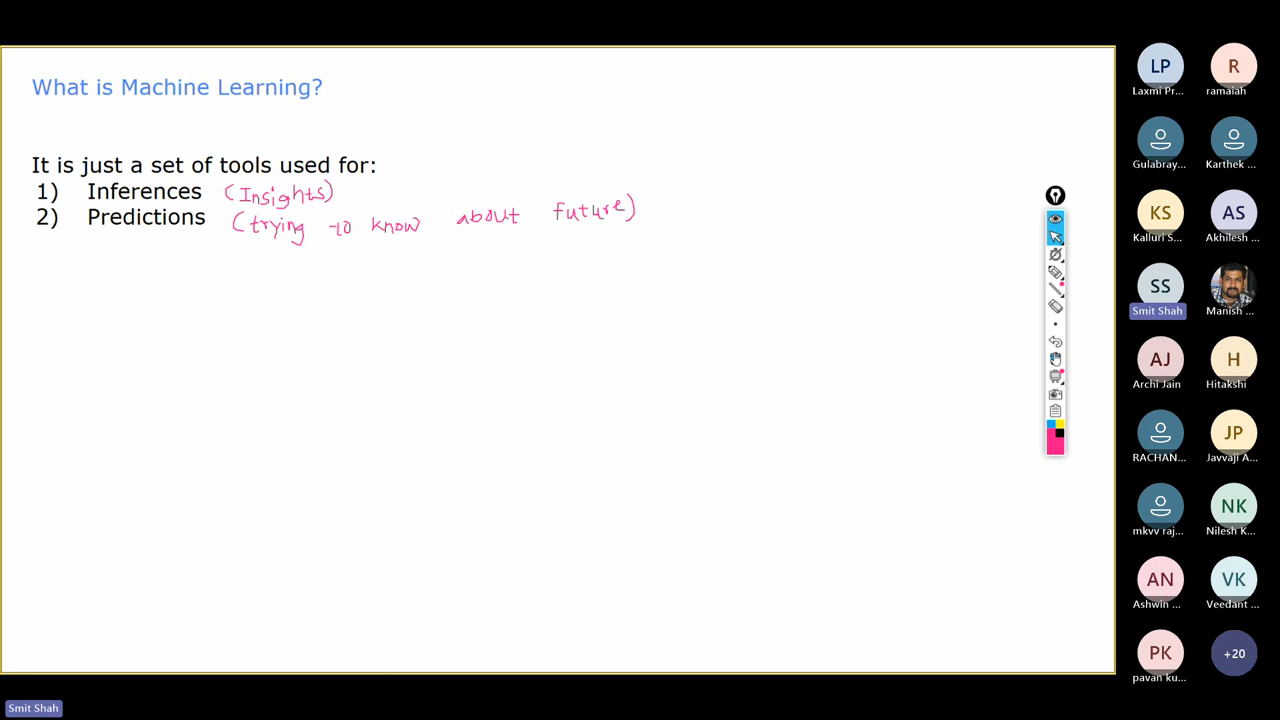 What is Machine Learning?
It is just a set of tools used for:
1) Inferences (Insights)
2) Predictions (trying to know about future)
LP R
Laxmi Pr... ramaiah
Gulabray... Karthek ...
KS AS
Kalluri S... Akhilesh ...
SS
Smit Shah Manish ...
AJ H
Archi Jain Hitakshi
JP
RACHAN... Javvaji A...
NK
mkvv raj... Nilesh K...
AN VK
Ashwin ... Veedant ...
PK +20
pavan ku...
Smit Shah